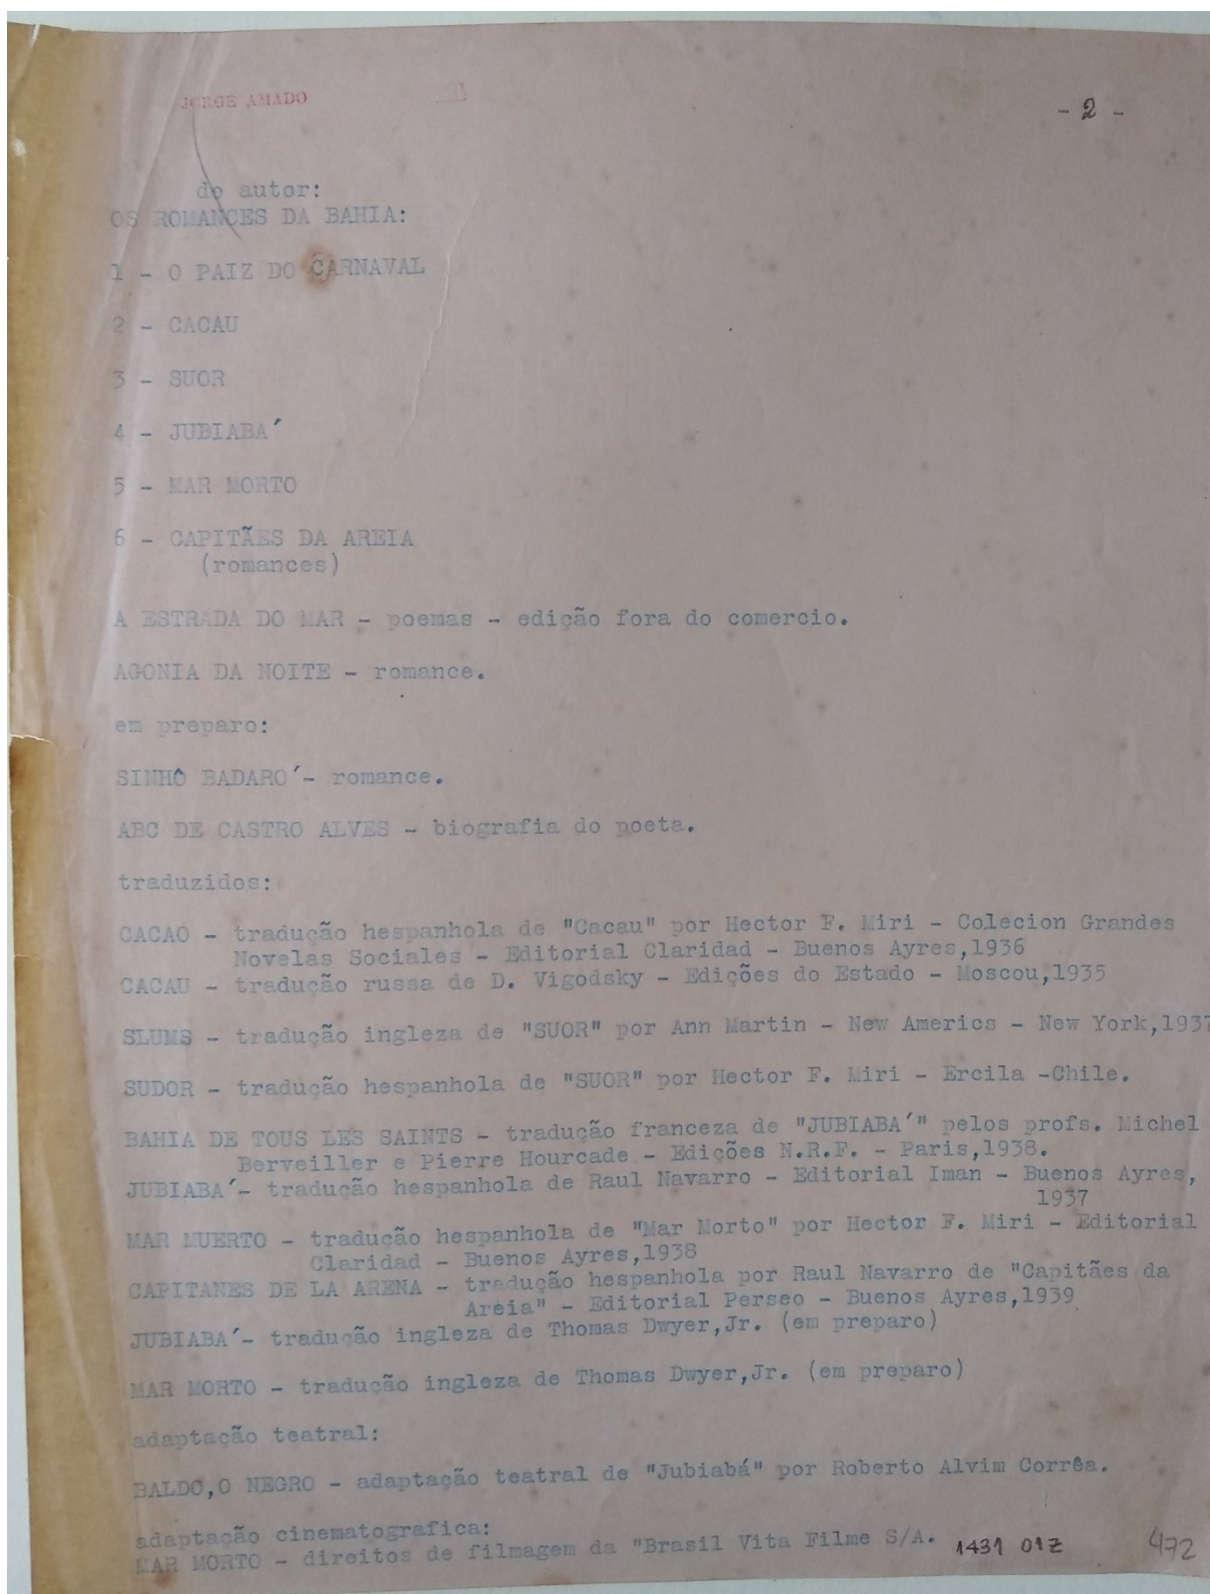 JORGE AMADO
- 2 -
do autor:
OS ROMANCES DA BAHIA:
1 - O PAIZ DO CARNAVAL
2 - CACAU
3 - SUOR
4 - JUBIABA´
5 - MAR MORTO
6 - CAPITÃES DA AREIA
(romances)
A ESTRADA DO MAR - poemas - edição fora do comercio.
AGONIA DA NOITE - romance.
em preparo:
SINHÔ BADARO´- romance.
ABC DE CASTRO ALVES - biografia do poeta.
traduzidos:
CACAO - tradução hespanhola de "Cacau" por Hector F. Miri - Colecion Grandes
Novelas Sociales - Editorial Claridad - Buenos Ayres,1936
CACAU - tradução russa de D. Vigodsky - Edições do Estado - Moscou,1935
SLUMS - tradução ingleza de "SUOR" por Ann Martin - New Americs - New York,1937
SUDOR - tradução hespanhola de "SUOR" por Hector F. Miri - Ercila -Chile.
BAHIA DE TOUS LES SAINTS - tradução franceza de "JUBIABA´" pelos profs. Michel
Berveiller e Pierre Hourcade - Edições N.R.F. - Paris,1938.
JUBIABA´- tradução hespanhola de Raul Navarro - Editorial Iman - Buenos Ayres,
1937
MAR MUERTO - tradução hespanhola de "Mar Morto" por Hector F. Miri - Editorial
Claridad - Buenos Ayres,1938
CAPITANES DE LA ARENA - tradução hespanhola por Raul Navarro de "Capitães da
Areia" - Editorial Perseo - Buenos Ayres,1939
JUBIABA´- tradução ingleza de Thomas Dwyer,Jr. (em preparo)
MAR MORTO - tradução ingleza de Thomas Dwyer,Jr. (em preparo)
adaptação teatral:
BALDO,O NEGRO - adaptação teatral de "Jubiabá" por Roberto Alvim Corrêa.
adaptação cinematografica:
MAR MORTO - direitos de filmagem da "Brasil Vita Filme S/A.
1431 01Z
472